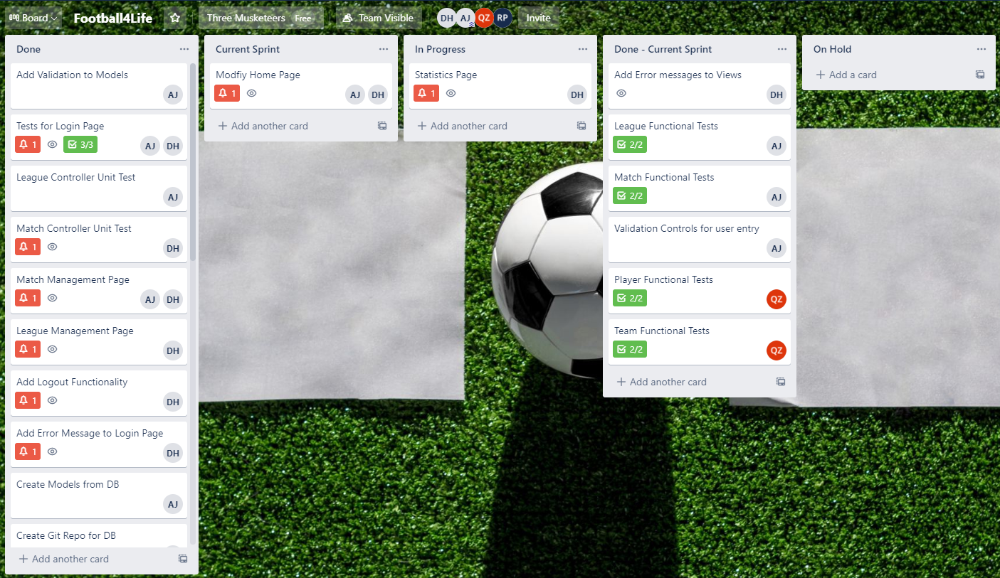 Board Football4Life Three Musketeers Free Team Visible DH AJ QZ RP Invite
Done
Add Validation to Models
AJ
Tests for Login Page
1 3/3 AJ DH
League Controller Unit Test
AJ
Match Controller Unit Test
1 DH
Match Management Page
1 AJ DH
League Management Page
1 DH
Add Logout Functionality
1 DH
Add Error Message to Login Page
1 DH
Create Models from DB
AJ
Create Git Repo for DB
+ Add another card
Current Sprint
Modfiy Home Page
1 AJ DH
+ Add another card
In Progress
Statistics Page
1 DH
+ Add another card
Done - Current Sprint
Add Error messages to Views
DH
League Functional Tests
2/2 AJ
Match Functional Tests
2/2 AJ
Validation Controls for user entry
AJ
Player Functional Tests
2/2 QZ
Team Functional Tests
2/2 QZ
+ Add another card
On Hold
+ Add a card